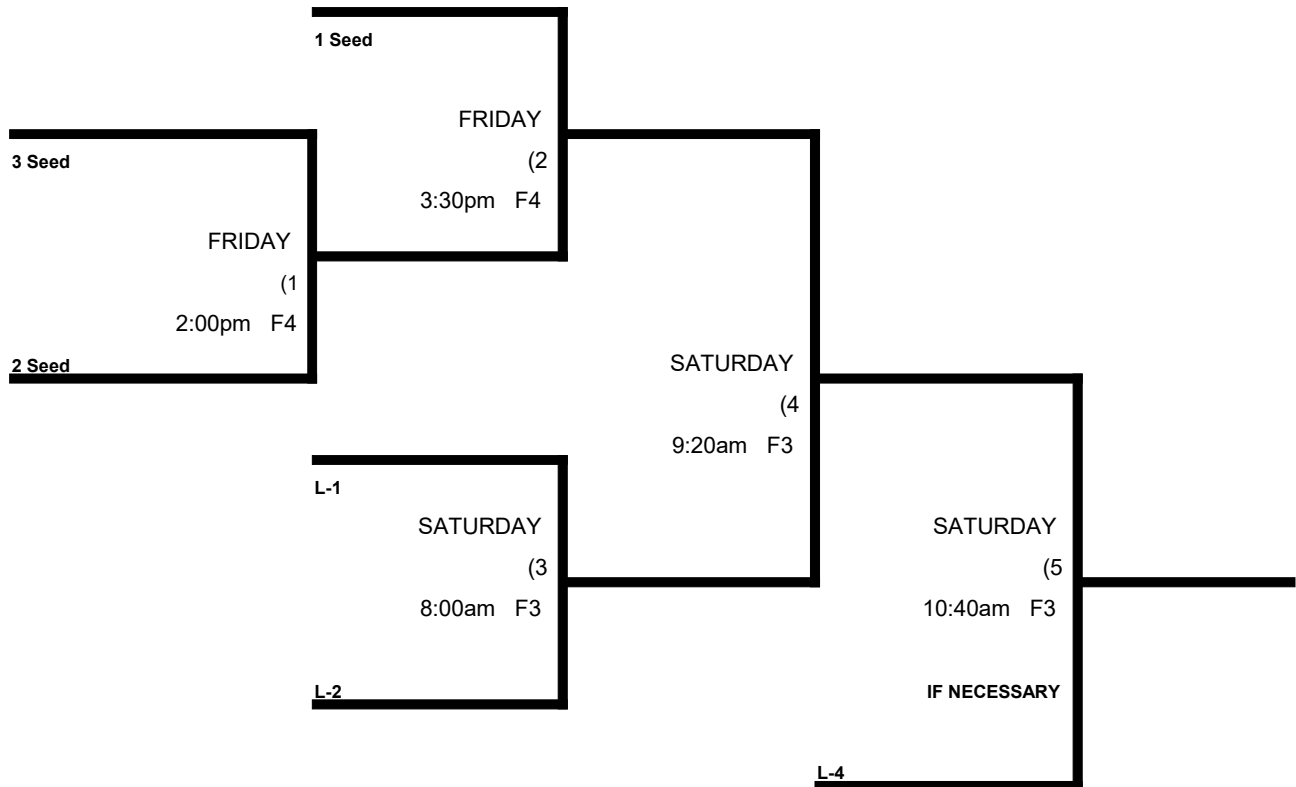 1 Seed
FRIDAY
(2
3:30pm F4
3 Seed
FRIDAY
(1
2:00pm F4
2 Seed
SATURDAY
(4
9:20am F3
L-1
SATURDAY
(3
8:00am F3
L-2
SATURDAY
(5
10:40am F3
IF NECESSARY
L-4